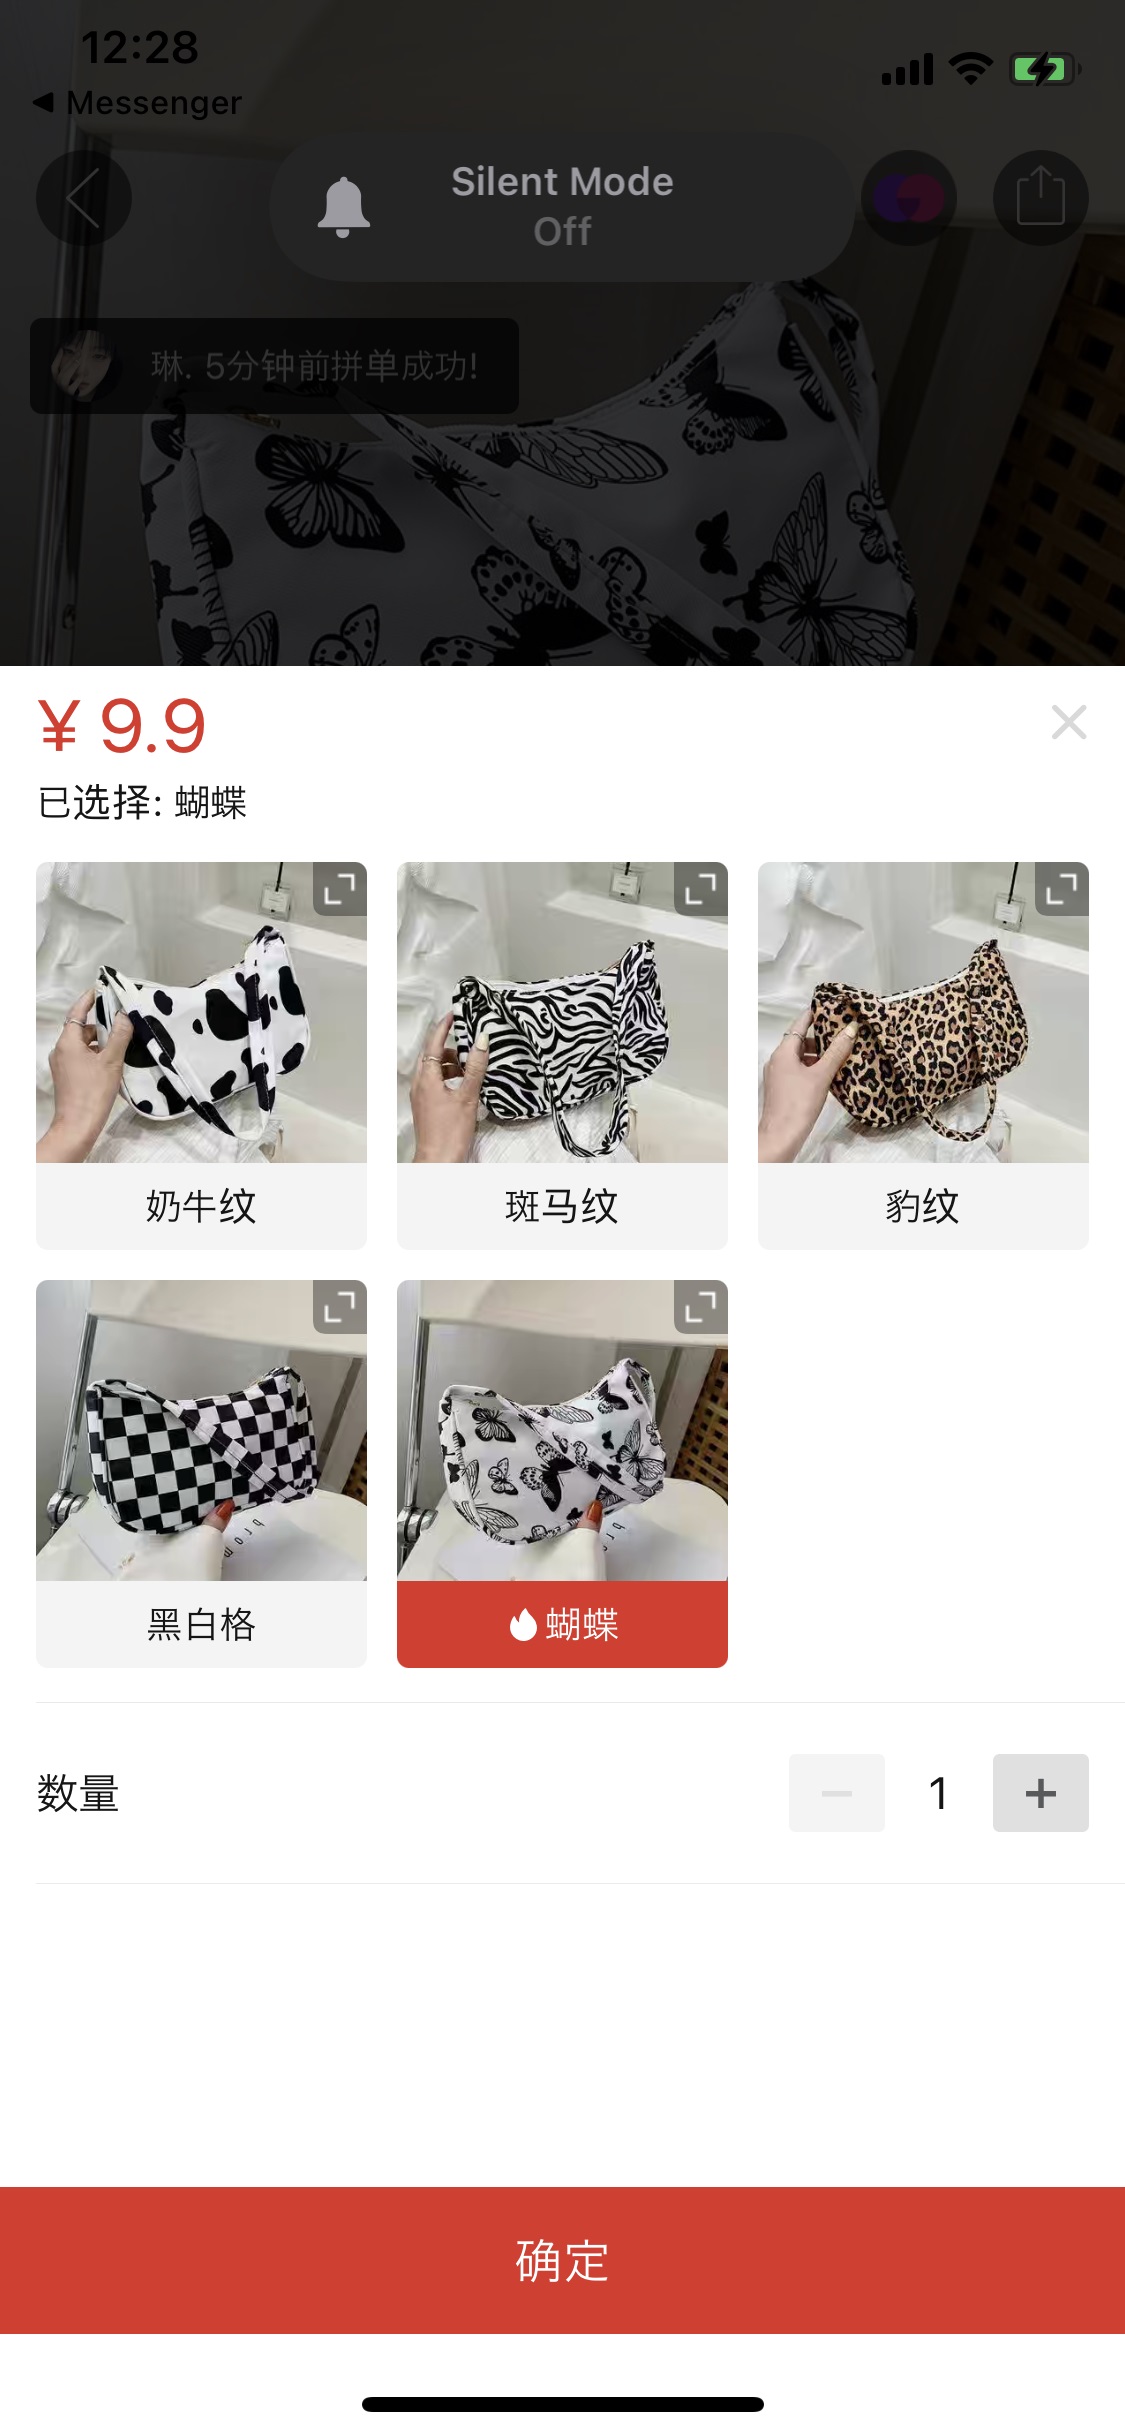 12:28
Messenger
Silent Mode
Off
琳. 5分钟前拼单成功!
¥ 9.9
已选择: 蝴蝶
奶牛纹
斑马纹
豹纹
黑白格
蝴蝶
数量
1
确定